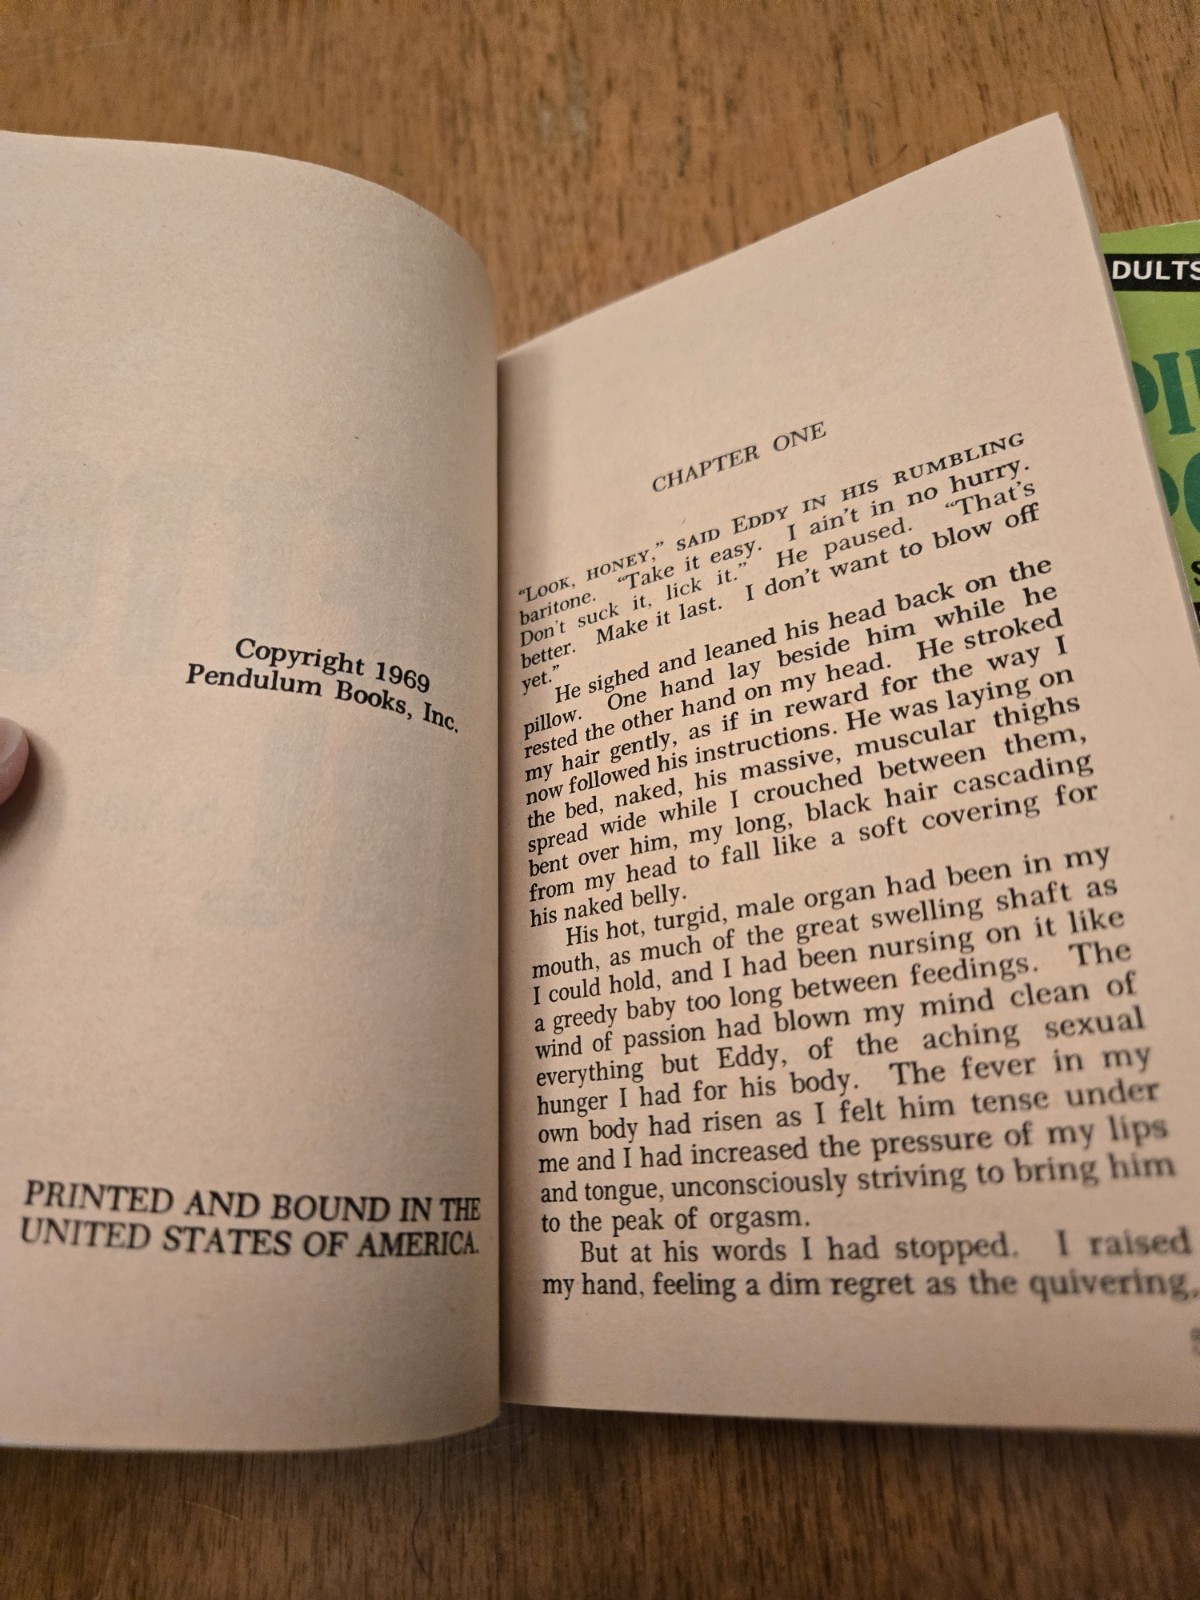 Copyright 1969
Pendulum Books, Inc.
PRINTED AND BOUND IN THE
UNITED STATES OF AMERICA.
CHAPTER ONE
"LOOK, HONEY," SAID EDDY IN HIS RUMBLING
baritone. "Take it easy. I ain't in no hurry.
Don't suck it, lick it." He paused. "That's
better. Make it last. I don't want to blow off
yet."
He sighed and leaned his head back on the
pillow. One hand lay beside him while he
rested the other hand on my head. He stroked
my hair gently, as if in reward for the way I
now followed his instructions. He was laying on
the bed, naked, his massive, muscular thighs
spread wide while I crouched between them,
bent over him, my long, black hair cascading
from my head to fall like a soft covering for
his naked belly.
His hot, turgid, male organ had been in my
mouth, as much of the great swelling shaft as
I could hold, and I had been nursing on it like
a greedy baby too long between feedings. The
wind of passion had blown my mind clean of
everything but Eddy, of the aching sexual
hunger I had for his body. The fever in my
own body had risen as I felt him tense under
me and I had increased the pressure of my lips
and tongue, unconsciously striving to bring him
to the peak of orgasm.
But at his words I had stopped. I raised
my hand, feeling a dim regret as the quivering,
DULTS